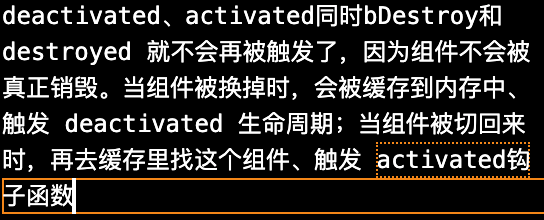 deactivated、activated同时bDestroy和
destroyed 就不会再被触发了，因为组件不会被
真正销毁。当组件被换掉时，会被缓存到内存中、
触发 deactivated 生命周期；当组件被切回来
时，再去缓存里找这个组件、触发 activated钩
子函数